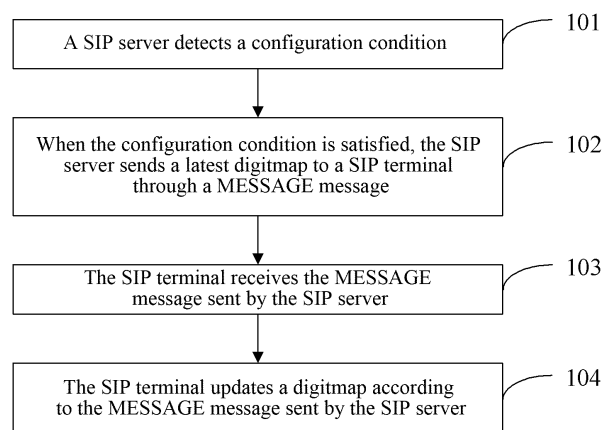 101
A SIP server detects a configuration condition
102
When the configuration condition is satisfied, the SIP
server sends a latest digitmap to a SIP terminal
through a MESSAGE message
103
The SIP terminal receives the MESSAGE
message sent by the SIP server
104
The SIP terminal updates a digitmap according
to the MESSAGE message sent by the SIP server